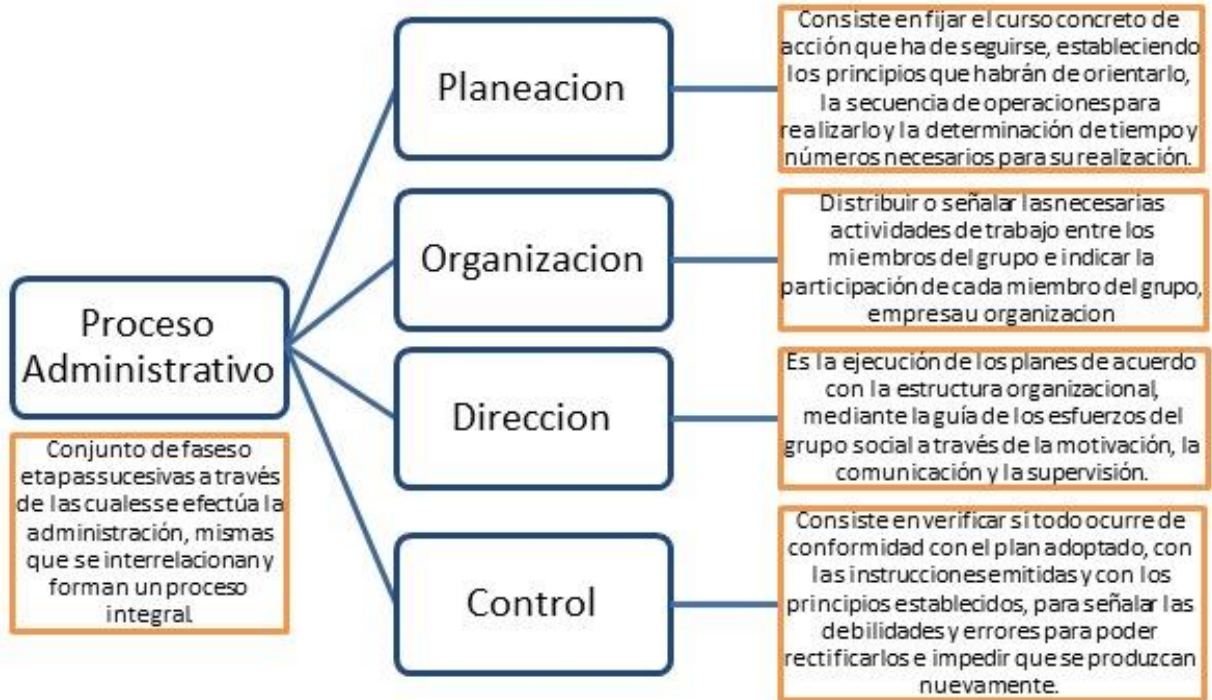 Proceso
Administrativo
Conjunto de fases o
etapas sucesivas a través
de las cuales se efectúa la
administración, mismas
que se interrelacionan y
forman un proceso
integral.
Planeacion
Consiste en fijar el curso concreto de
acción que ha de seguirse, estableciendo
los principios que habrán de orientarlo,
la secuencia de operaciones para
realizarlo y la determinación de tiempo y
números necesarios para su realización.
Organizacion
Distribuir o señalar las necesarias
actividades de trabajo entre los
miembros del grupo e indicar la
participación de cada miembro del grupo,
empresa u organizacion
Direccion
Es la ejecución de los planes de acuerdo
con la estructura organizacional,
mediante la guía de los esfuerzos del
grupo social a través de la motivación, la
comunicación y la supervisión.
Control
Consiste en verificar si todo ocurre de
conformidad con el plan adoptado, con
las instrucciones emitidas y con los
principios establecidos, para señalar las
debilidades y errores para poder
rectificarlos e impedir que se produzcan
nuevamente.